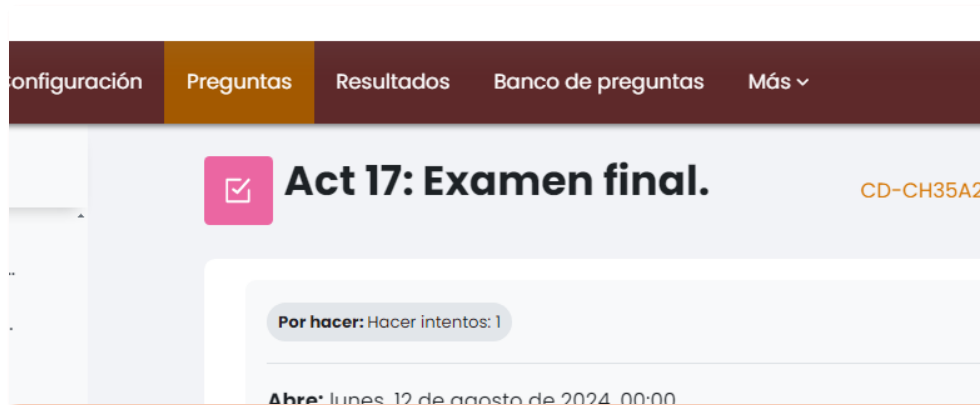 onfiguración Preguntas Resultados Banco de preguntas Más
Act 17: Examen final.
CD-CH35A2
Por hacer: Hacer intentos: 1
Abre: lunes, 12 de agosto de 2024, 00:00